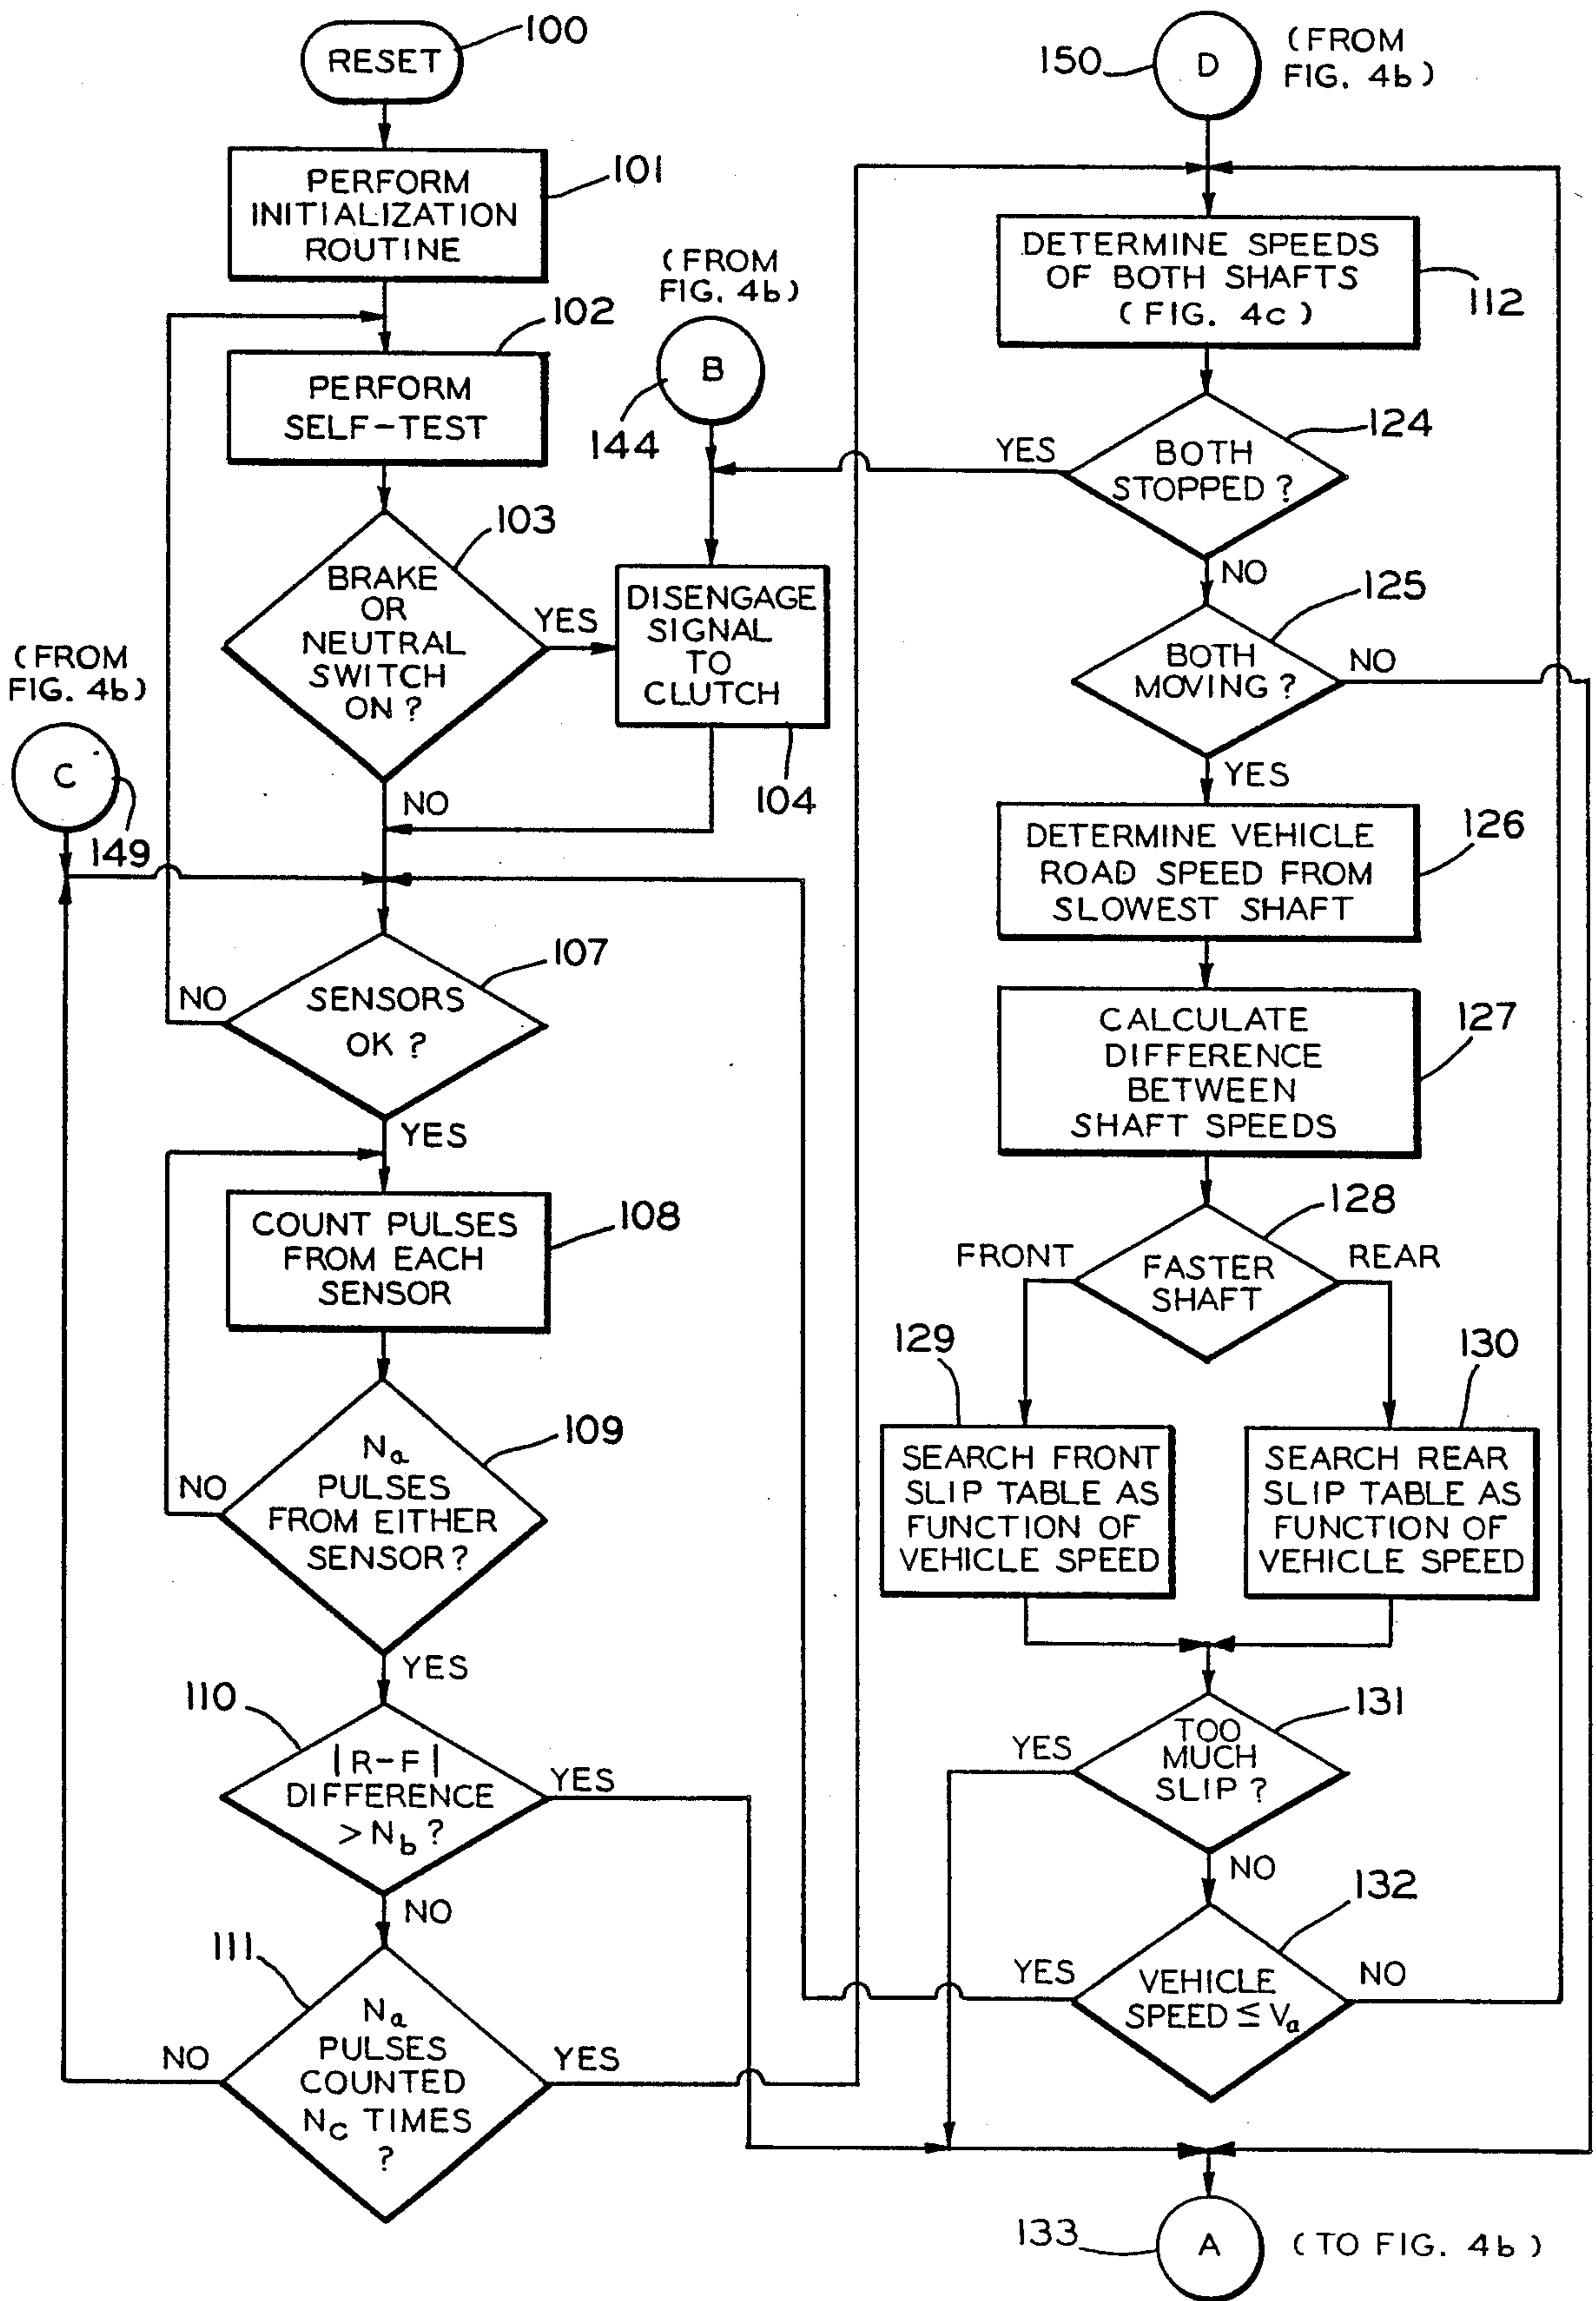 RESET
100
PERFORM
INITIALIZATION
ROUTINE
101
PERFORM
SELF-TEST
102
BRAKE
OR
NEUTRAL
SWITCH
ON ?
103
YES
NO
(FROM
FIG. 4b)
B
144
DISENGAGE
SIGNAL
TO
CLUTCH
104
(FROM
FIG. 4b)
C
149
SENSORS
OK ?
107
NO
YES
COUNT PULSES
FROM EACH
SENSOR
108
Na
PULSES
FROM EITHER
SENSOR?
109
NO
YES
110
|R-F|
DIFFERENCE
> Nb ?
YES
NO
111
Na
PULSES
COUNTED
Nc TIMES
?
NO
YES
150
D
(FROM
FIG. 4b)
DETERMINE SPEEDS
OF BOTH SHAFTS
(FIG. 4c)
112
BOTH
STOPPED ?
124
YES
NO
BOTH
MOVING ?
125
NO
YES
DETERMINE VEHICLE
ROAD SPEED FROM
SLOWEST SHAFT
126
CALCULATE
DIFFERENCE
BETWEEN
SHAFT SPEEDS
127
FASTER
SHAFT
128
FRONT
REAR
129
SEARCH FRONT
SLIP TABLE AS
FUNCTION OF
VEHICLE SPEED
130
SEARCH REAR
SLIP TABLE AS
FUNCTION OF
VEHICLE SPEED
TOO
MUCH
SLIP ?
131
YES
NO
VEHICLE
SPEED ≤ Va
132
YES
NO
133
A
(TO FIG. 4b)